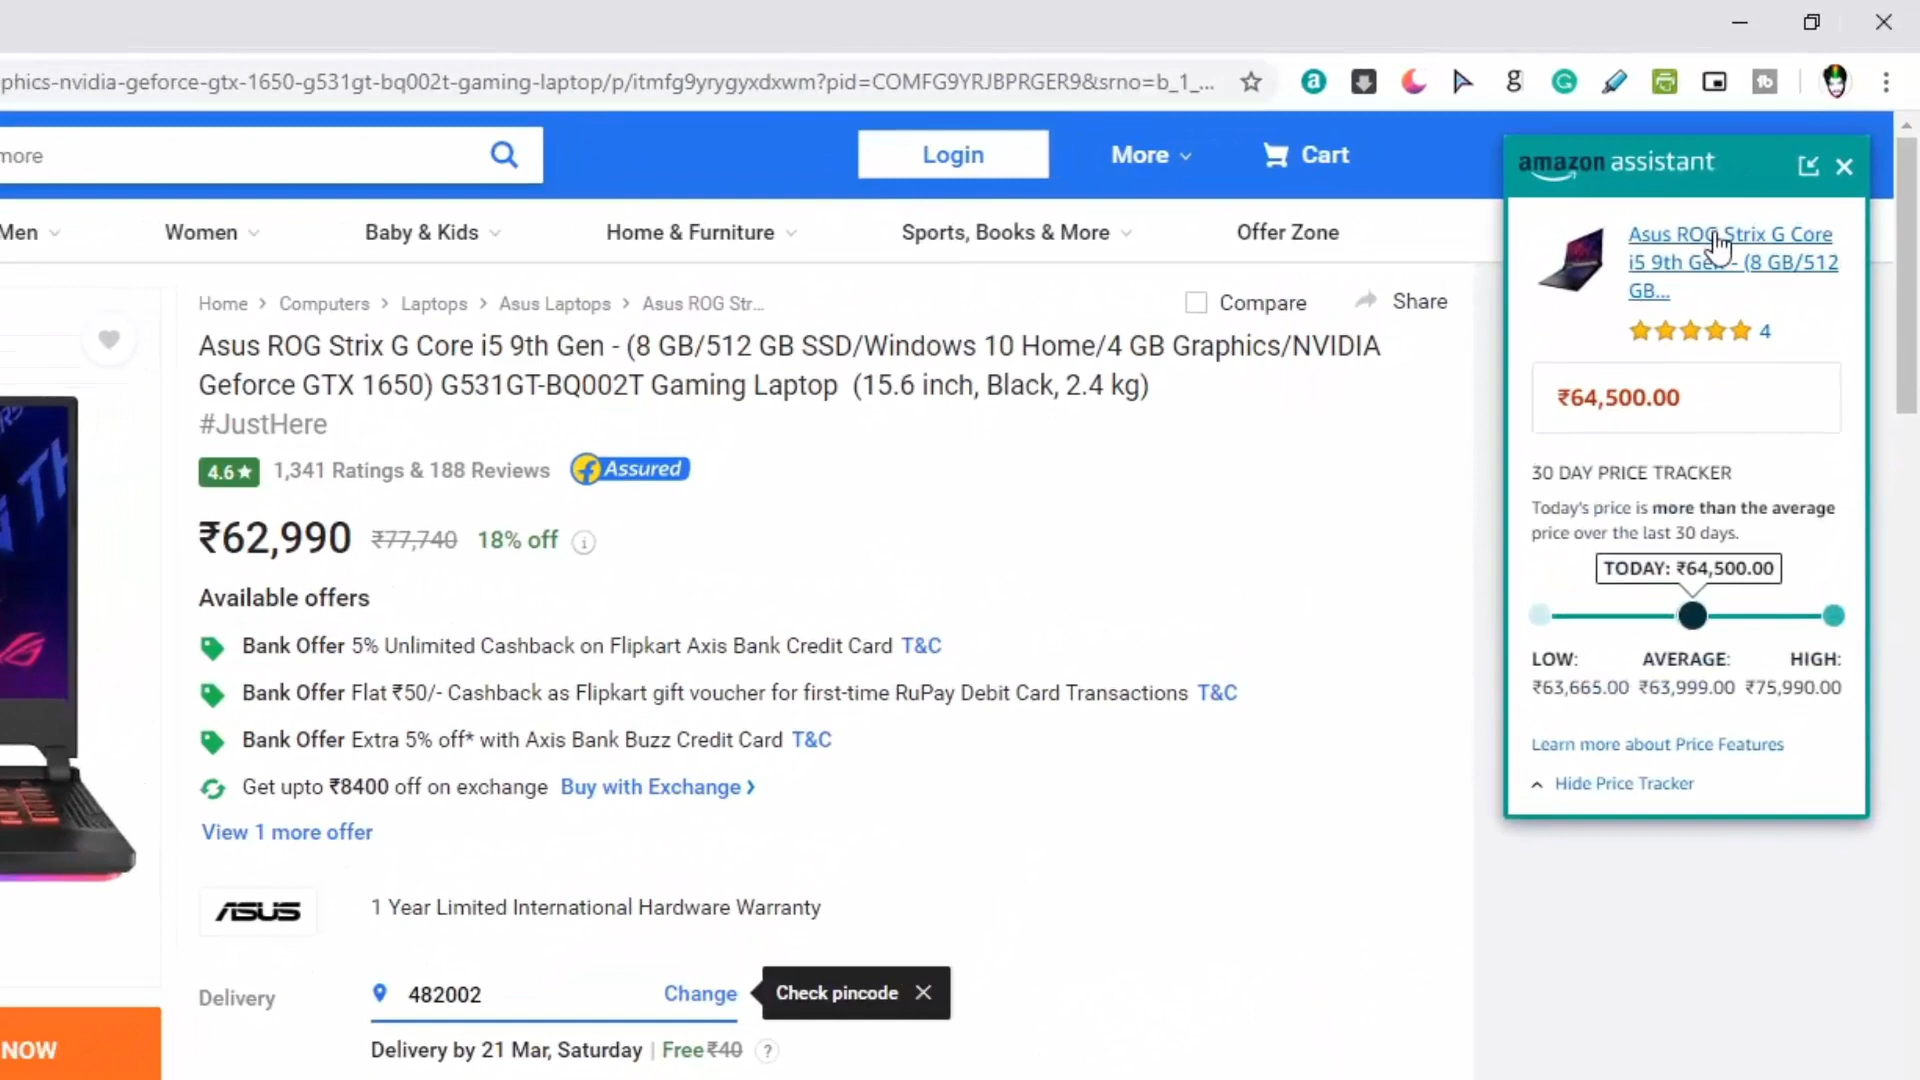 phics-nvidia-geforce-gtx-1650-g531gt-bq002t-gaming-laptop/p/itmfg9yrygyxdxwm?pid=COMFG9YRJBPRGER9&srno=b_1_...
more
Login
More
Cart
Men
Women
Baby & Kids
Home & Furniture
Sports, Books & More
Offer Zone
Home > Computers > Laptops > Asus Laptops > Asus ROG Str...
Compare
Share
Asus ROG Strix G Core i5 9th Gen - (8 GB/512 GB SSD/Windows 10 Home/4 GB Graphics/NVIDIA
Geforce GTX 1650) G531GT-BQ002T Gaming Laptop (15.6 inch, Black, 2.4 kg)
#JustHere
4.6★ 1,341 Ratings & 188 Reviews
Assured
₹62,990 ₹77,740 18% off
Available offers
Bank Offer 5% Unlimited Cashback on Flipkart Axis Bank Credit Card T&C
Bank Offer Flat ₹50/- Cashback as Flipkart gift voucher for first-time RuPay Debit Card Transactions T&C
Bank Offer Extra 5% off* with Axis Bank Buzz Credit Card T&C
Get upto ₹8400 off on exchange Buy with Exchange
View 1 more offer
ASUS
1 Year Limited International Hardware Warranty
Delivery
482002
Change
Check pincode
Delivery by 21 Mar, Saturday | Free ₹40 ?
NOW
amazon assistant
Asus ROG Strix G Core
i5 9th Gen - (8 GB/512
GB...
4
₹64,500.00
30 DAY PRICE TRACKER
Today's price is more than the average
price over the last 30 days.
TODAY: ₹64,500.00
LOW: AVERAGE: HIGH:
₹63,665.00 ₹63,999.00 ₹75,990.00
Learn more about Price Features
Hide Price Tracker